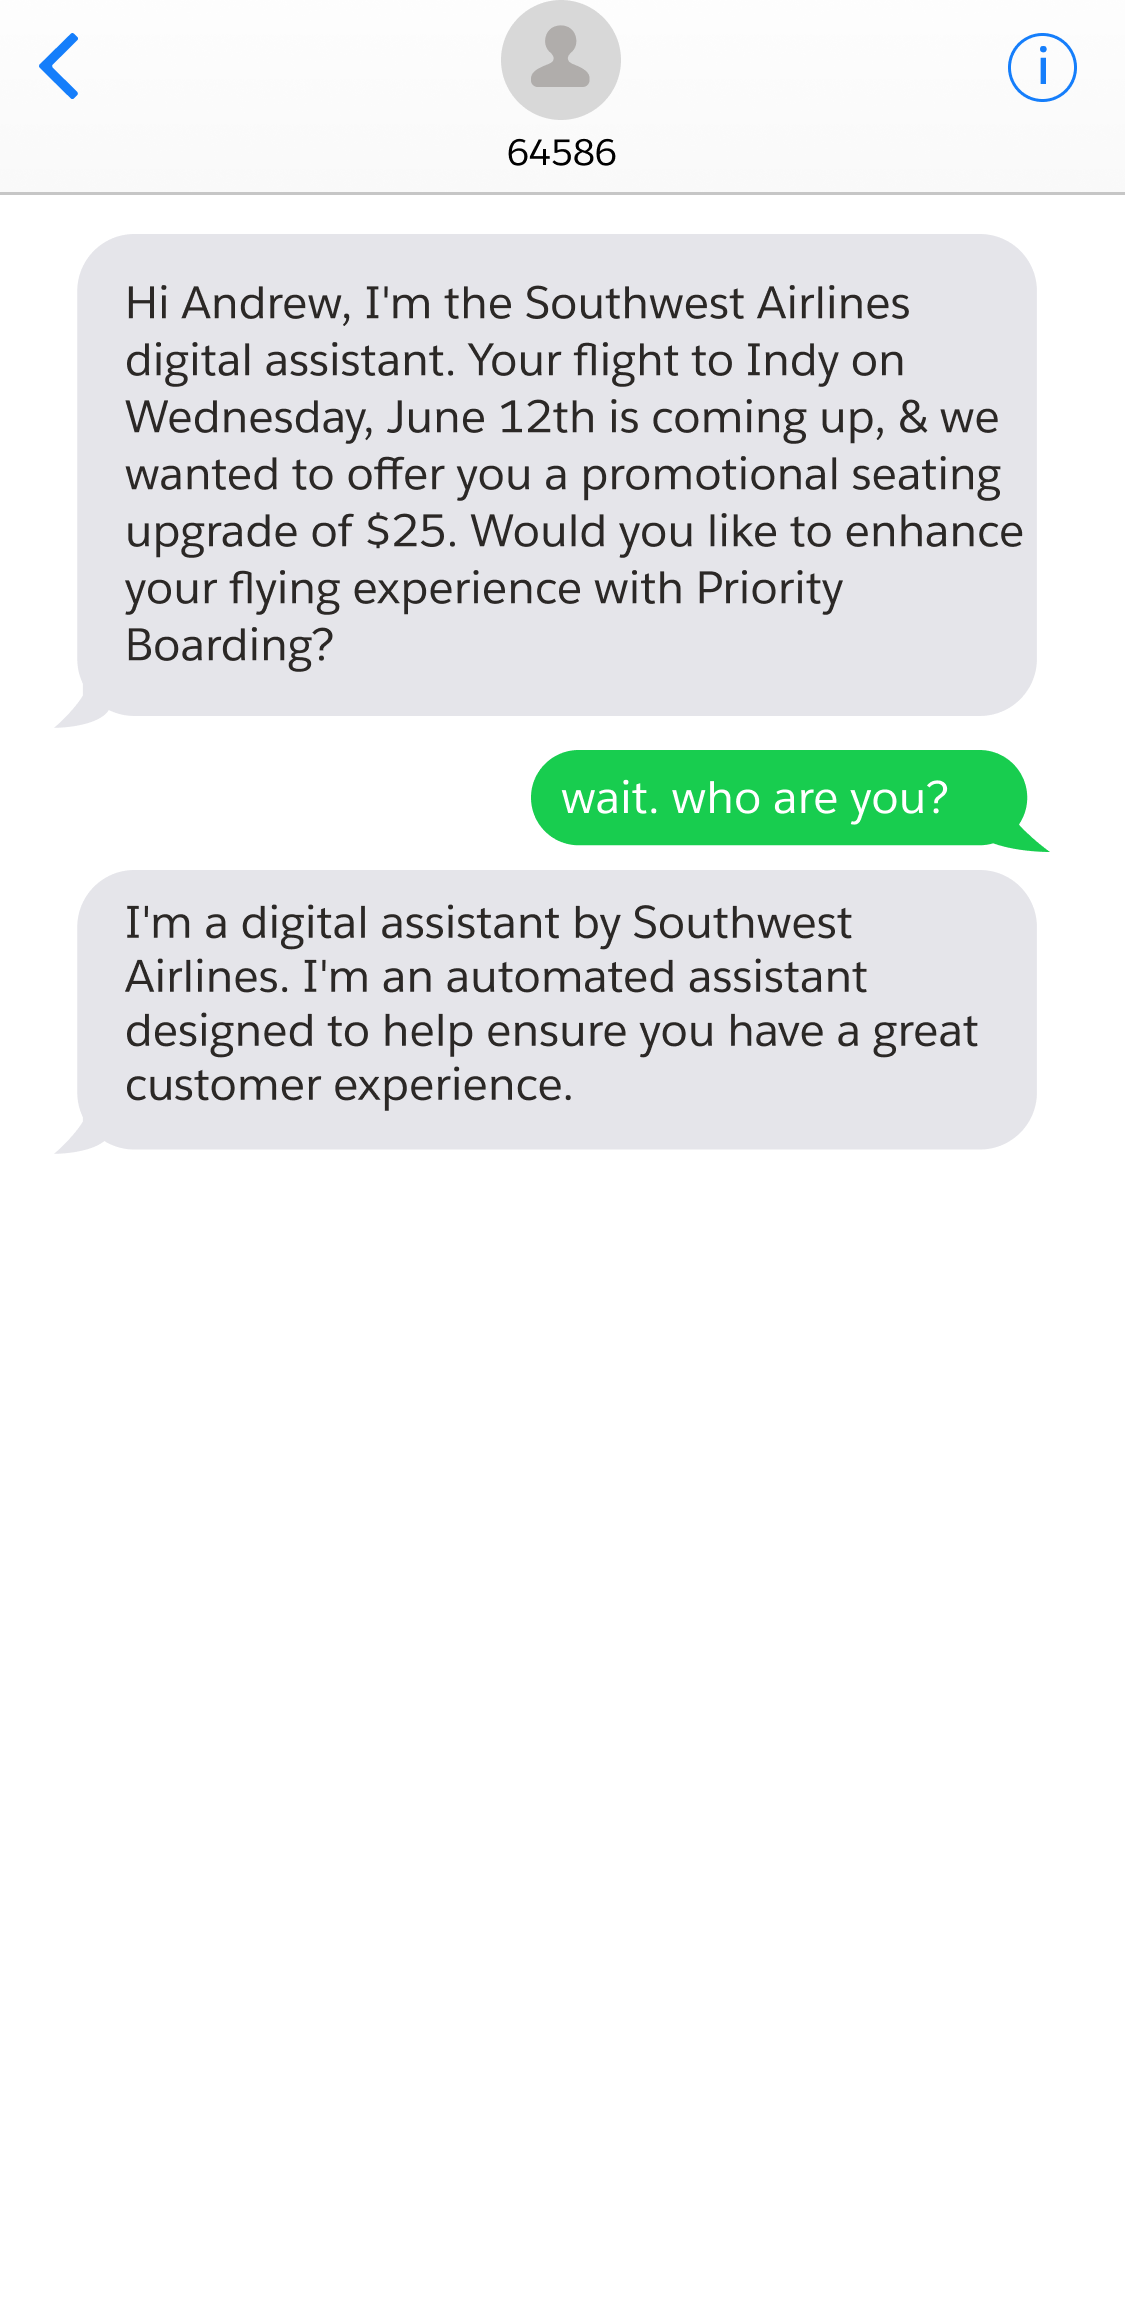 64586
Hi Andrew, I'm the Southwest Airlines
digital assistant. Your flight to Indy on
Wednesday, June 12th is coming up, & we
wanted to offer you a promotional seating
upgrade of $25. Would you like to enhance
your flying experience with Priority
Boarding?
wait. who are you?
I'm a digital assistant by Southwest
Airlines. I'm an automated assistant
designed to help ensure you have a great
customer experience.